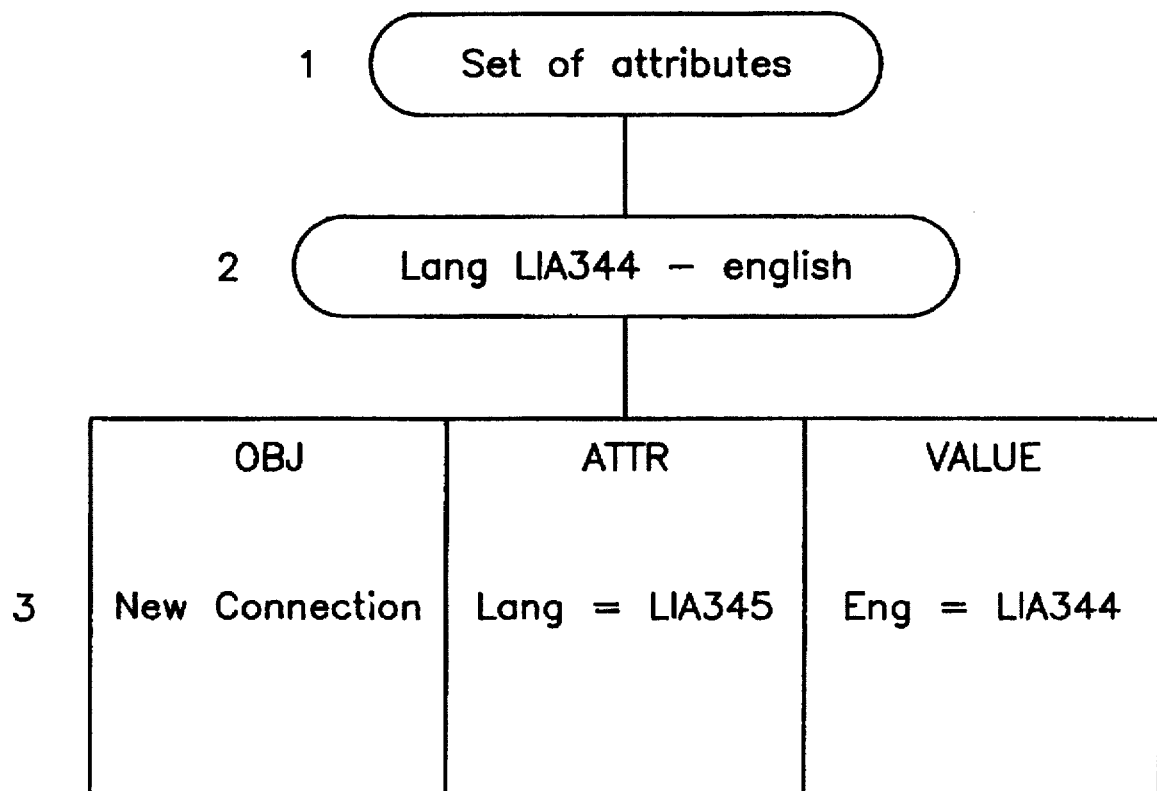 1 Set of attributes
2 Lang LIA344 – english
OBJ ATTR VALUE
3 New Connection Lang = LIA345 Eng = LIA344